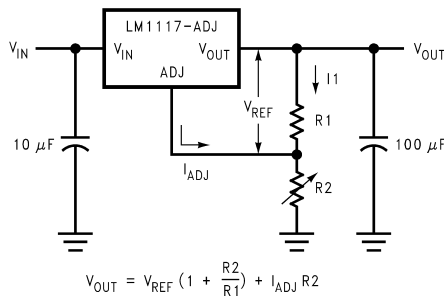 LM1117-ADJ
V_IN
V_IN
V_OUT
V_OUT
ADJ
I1
V_REF
R1
10 µF
100 µF
I_ADJ
R2
V_OUT = V_REF (1 + R2/R1) + I_ADJ R2